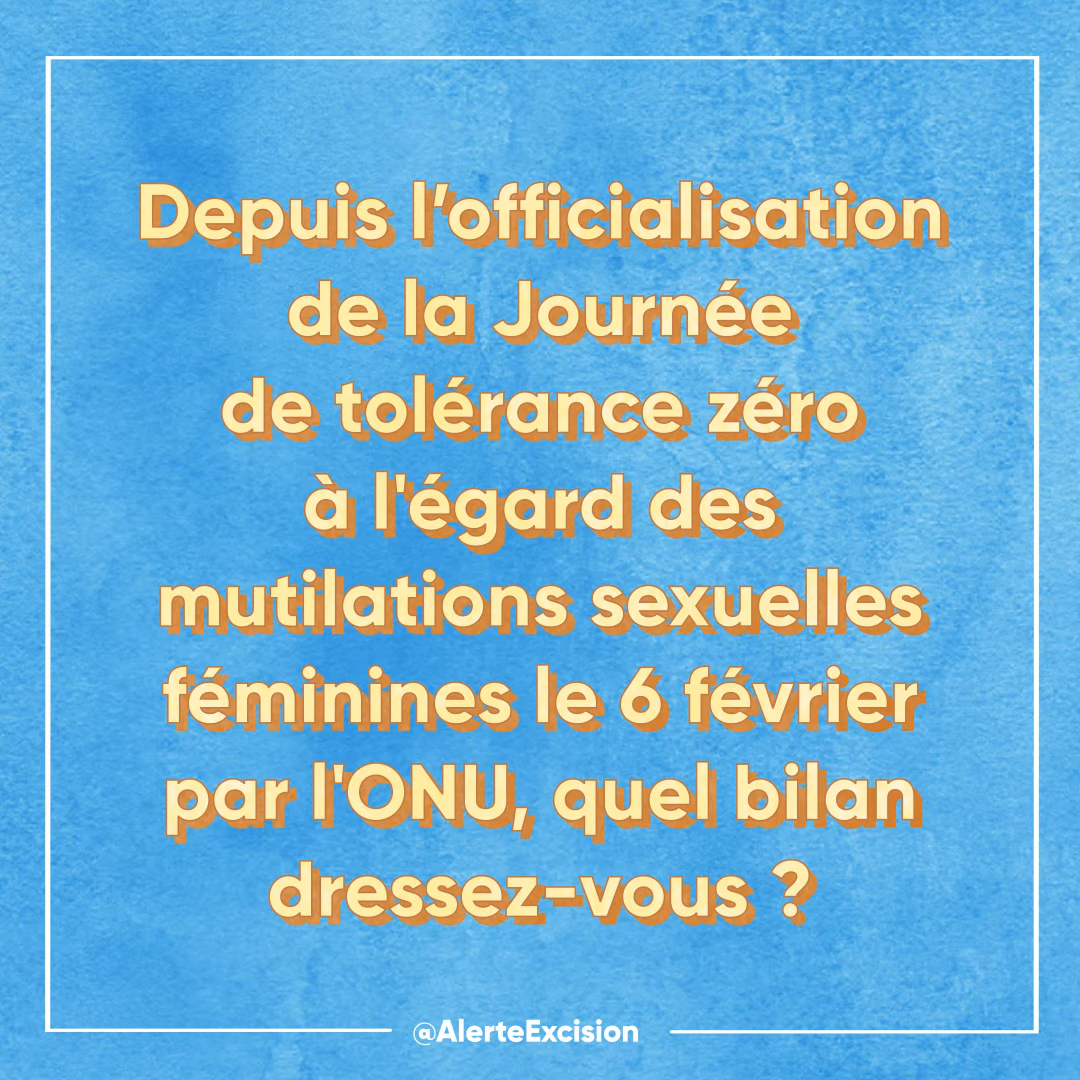 Depuis l’officialisation
de la Journée
de tolérance zéro
à l'égard des
mutilations sexuelles
féminines le 6 février
par l'ONU, quel bilan
dressez-vous ?
@AlerteExcision